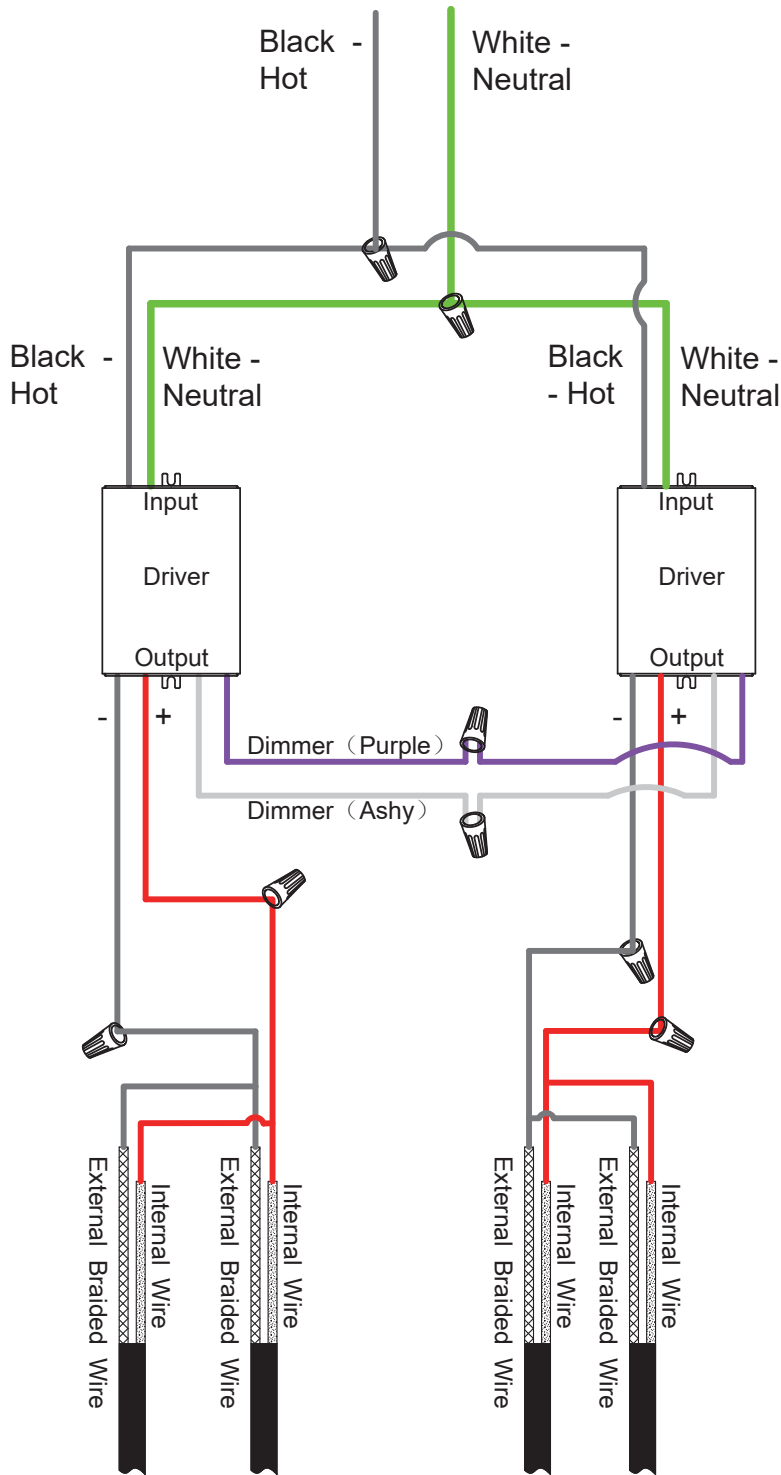 Black -
Hot
White -
Neutral
Black -
Hot
White -
Neutral
Black
- Hot
White -
Neutral
Input
Driver
Output
Input
Driver
Output
- +
- +
Dimmer（Purple）
Dimmer（Ashy）
External Braided Wire
Internal Wire
External Braided Wire
Internal Wire
External Braided Wire
Internal Wire
External Braided Wire
Internal Wire